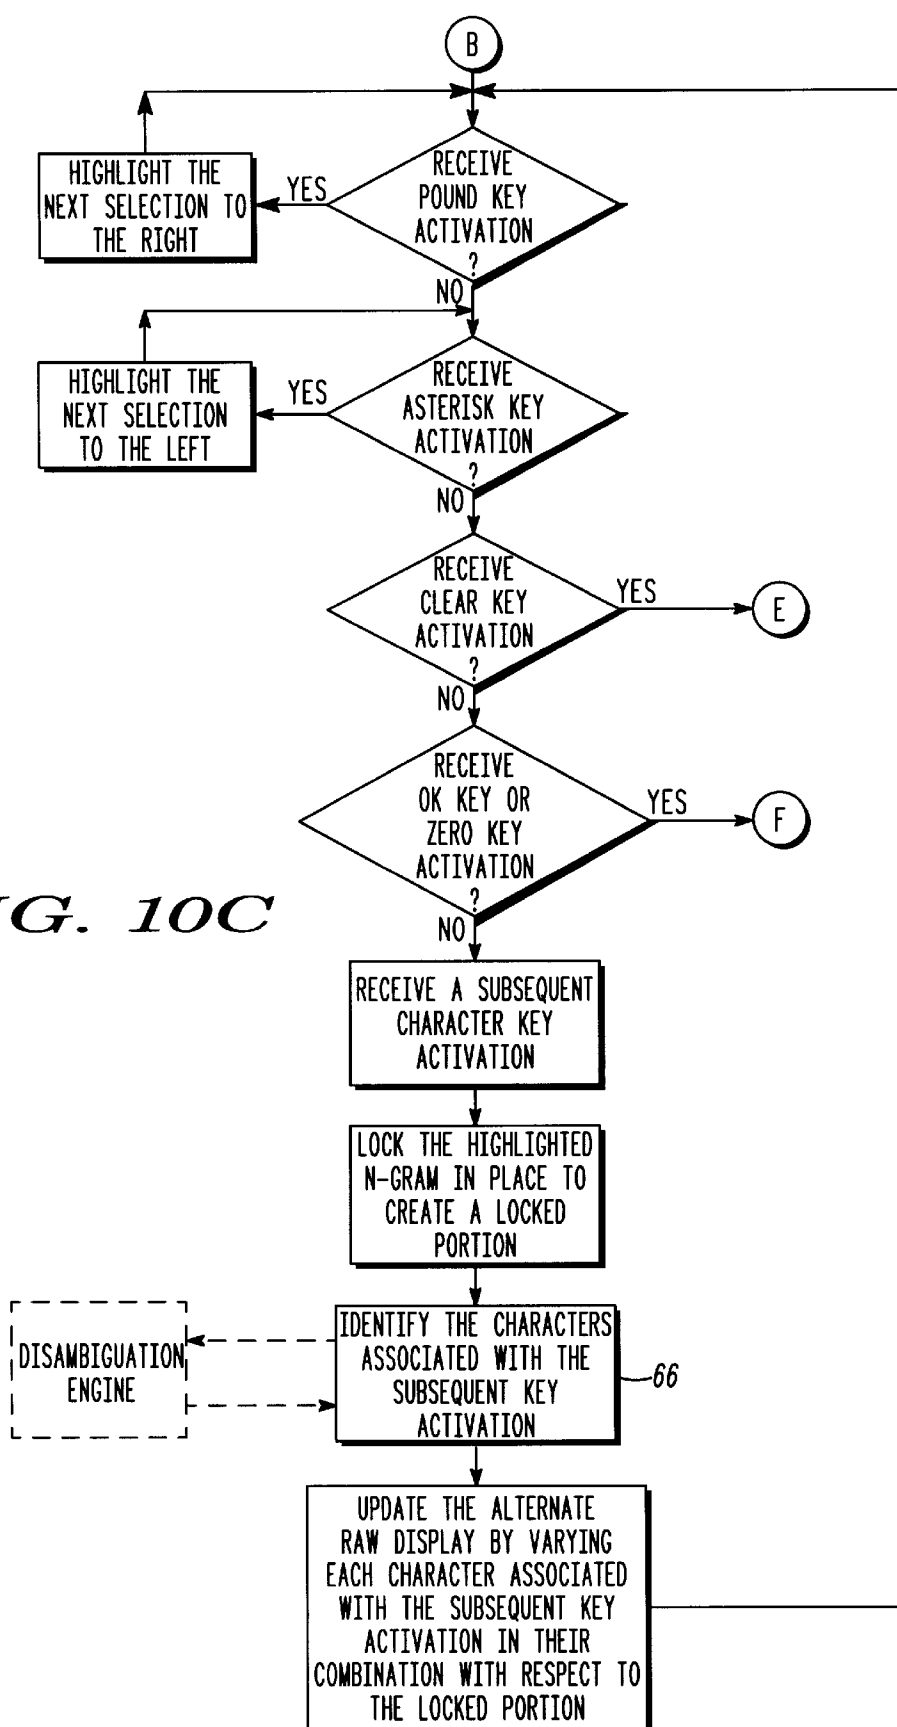 B
RECEIVE
POUND KEY
ACTIVATION
?
YES
HIGHLIGHT THE
NEXT SELECTION TO
THE RIGHT
NO
RECEIVE
ASTERISK KEY
ACTIVATION
?
YES
HIGHLIGHT THE
NEXT SELECTION
TO THE LEFT
NO
RECEIVE
CLEAR KEY
ACTIVATION
?
YES
E
NO
RECEIVE
OK KEY OR
ZERO KEY
ACTIVATION
?
YES
F
NO
G. 10C
RECEIVE A SUBSEQUENT
CHARACTER KEY
ACTIVATION
LOCK THE HIGHLIGHTED
N-GRAM IN PLACE TO
CREATE A LOCKED
PORTION
IDENTIFY THE CHARACTERS
ASSOCIATED WITH THE
SUBSEQUENT KEY
ACTIVATION
66
DISAMBIGUATION
ENGINE
UPDATE THE ALTERNATE
RAW DISPLAY BY VARYING
EACH CHARACTER ASSOCIATED
WITH THE SUBSEQUENT KEY
ACTIVATION IN THEIR
COMBINATION WITH RESPECT TO
THE LOCKED PORTION